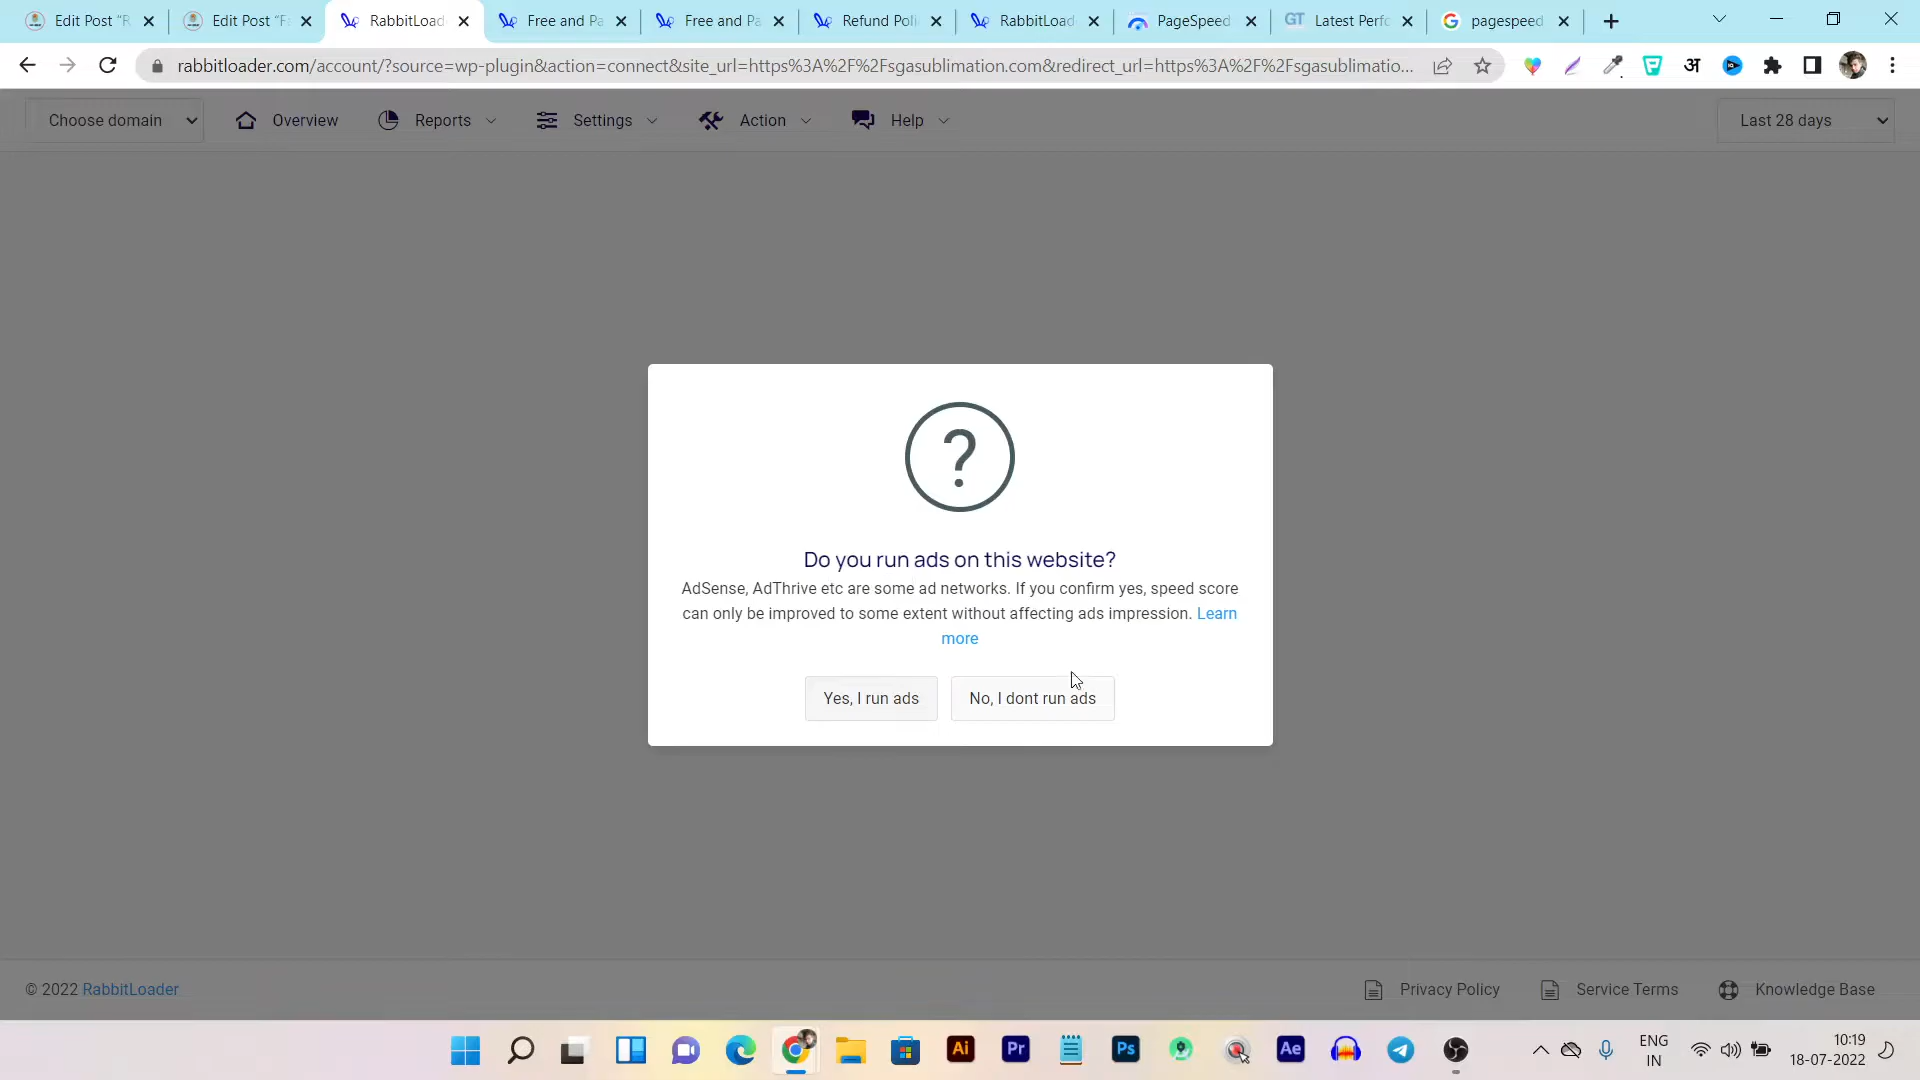 Edit Post "R
Edit Post "F
RabbitLoad
Free and Pa
Free and Pa
Refund Poli
RabbitLoad
PageSpeed
GT Latest Perfo
pagespeed
rabbitloader.com/account/?source=wp-plugin&action=connect&site_url=https%3A%2F%2Fsgasublimation.com&redirect_url=https%3A%2F%2Fsgasublimatio...
अ
Choose domain
Overview
Reports
Settings
Action
Help
Last 28 days
?
Do you run ads on this website?
AdSense, AdThrive etc are some ad networks. If you confirm yes, speed score
can only be improved to some extent without affecting ads impression. Learn
more
Yes, I run ads
No, I dont run ads
© 2022 RabbitLoader
Privacy Policy
Service Terms
Knowledge Base
Ai
Pr
Ps
Ae
ENG
IN
10:19
18-07-2022